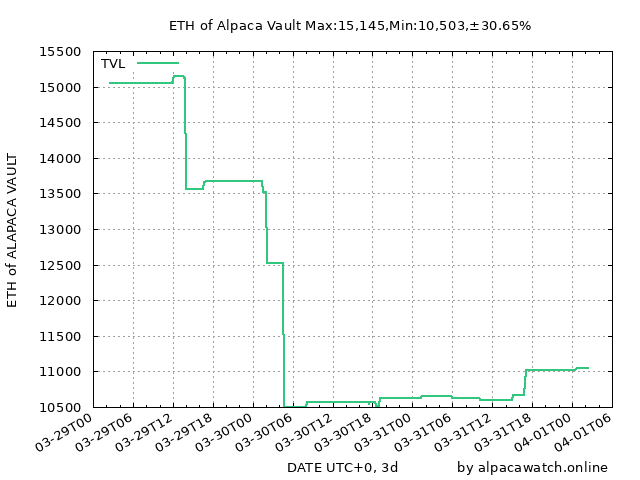 ETH of Alpaca Vault Max:15,145,Min:10,503,±30.65%
TVL
15500
15000
14500
14000
13500
13000
12500
12000
11500
11000
10500
ETH of ALAPACA VAULT
03-29T00
03-29T06
03-29T12
03-29T18
03-30T00
03-30T06
03-30T12
03-30T18
03-31T00
03-31T06
03-31T12
03-31T18
04-01T00
04-01T06
DATE UTC+0, 3d
by alpacawatch.online